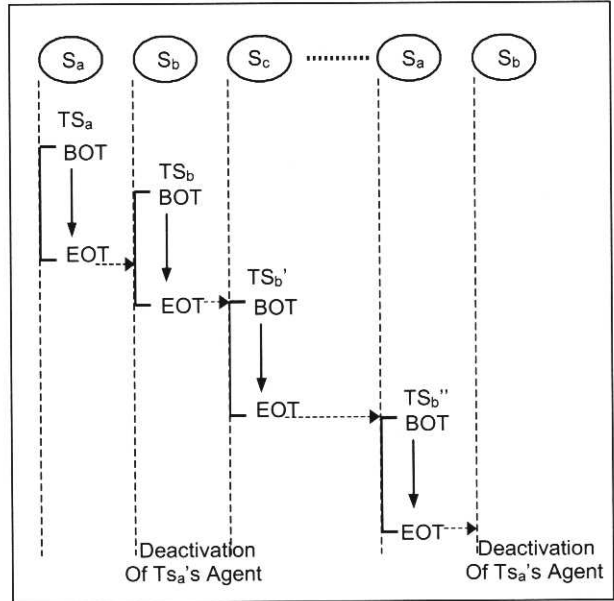 Sa Sb Sc Sa Sb
TSa
BOT
TSb
BOT
EOT
TSb'
EOT
BOT
EOT
TSb''
BOT
EOT
Deactivation
Of Tsa's Agent
Deactivation
Of Tsa's Agent